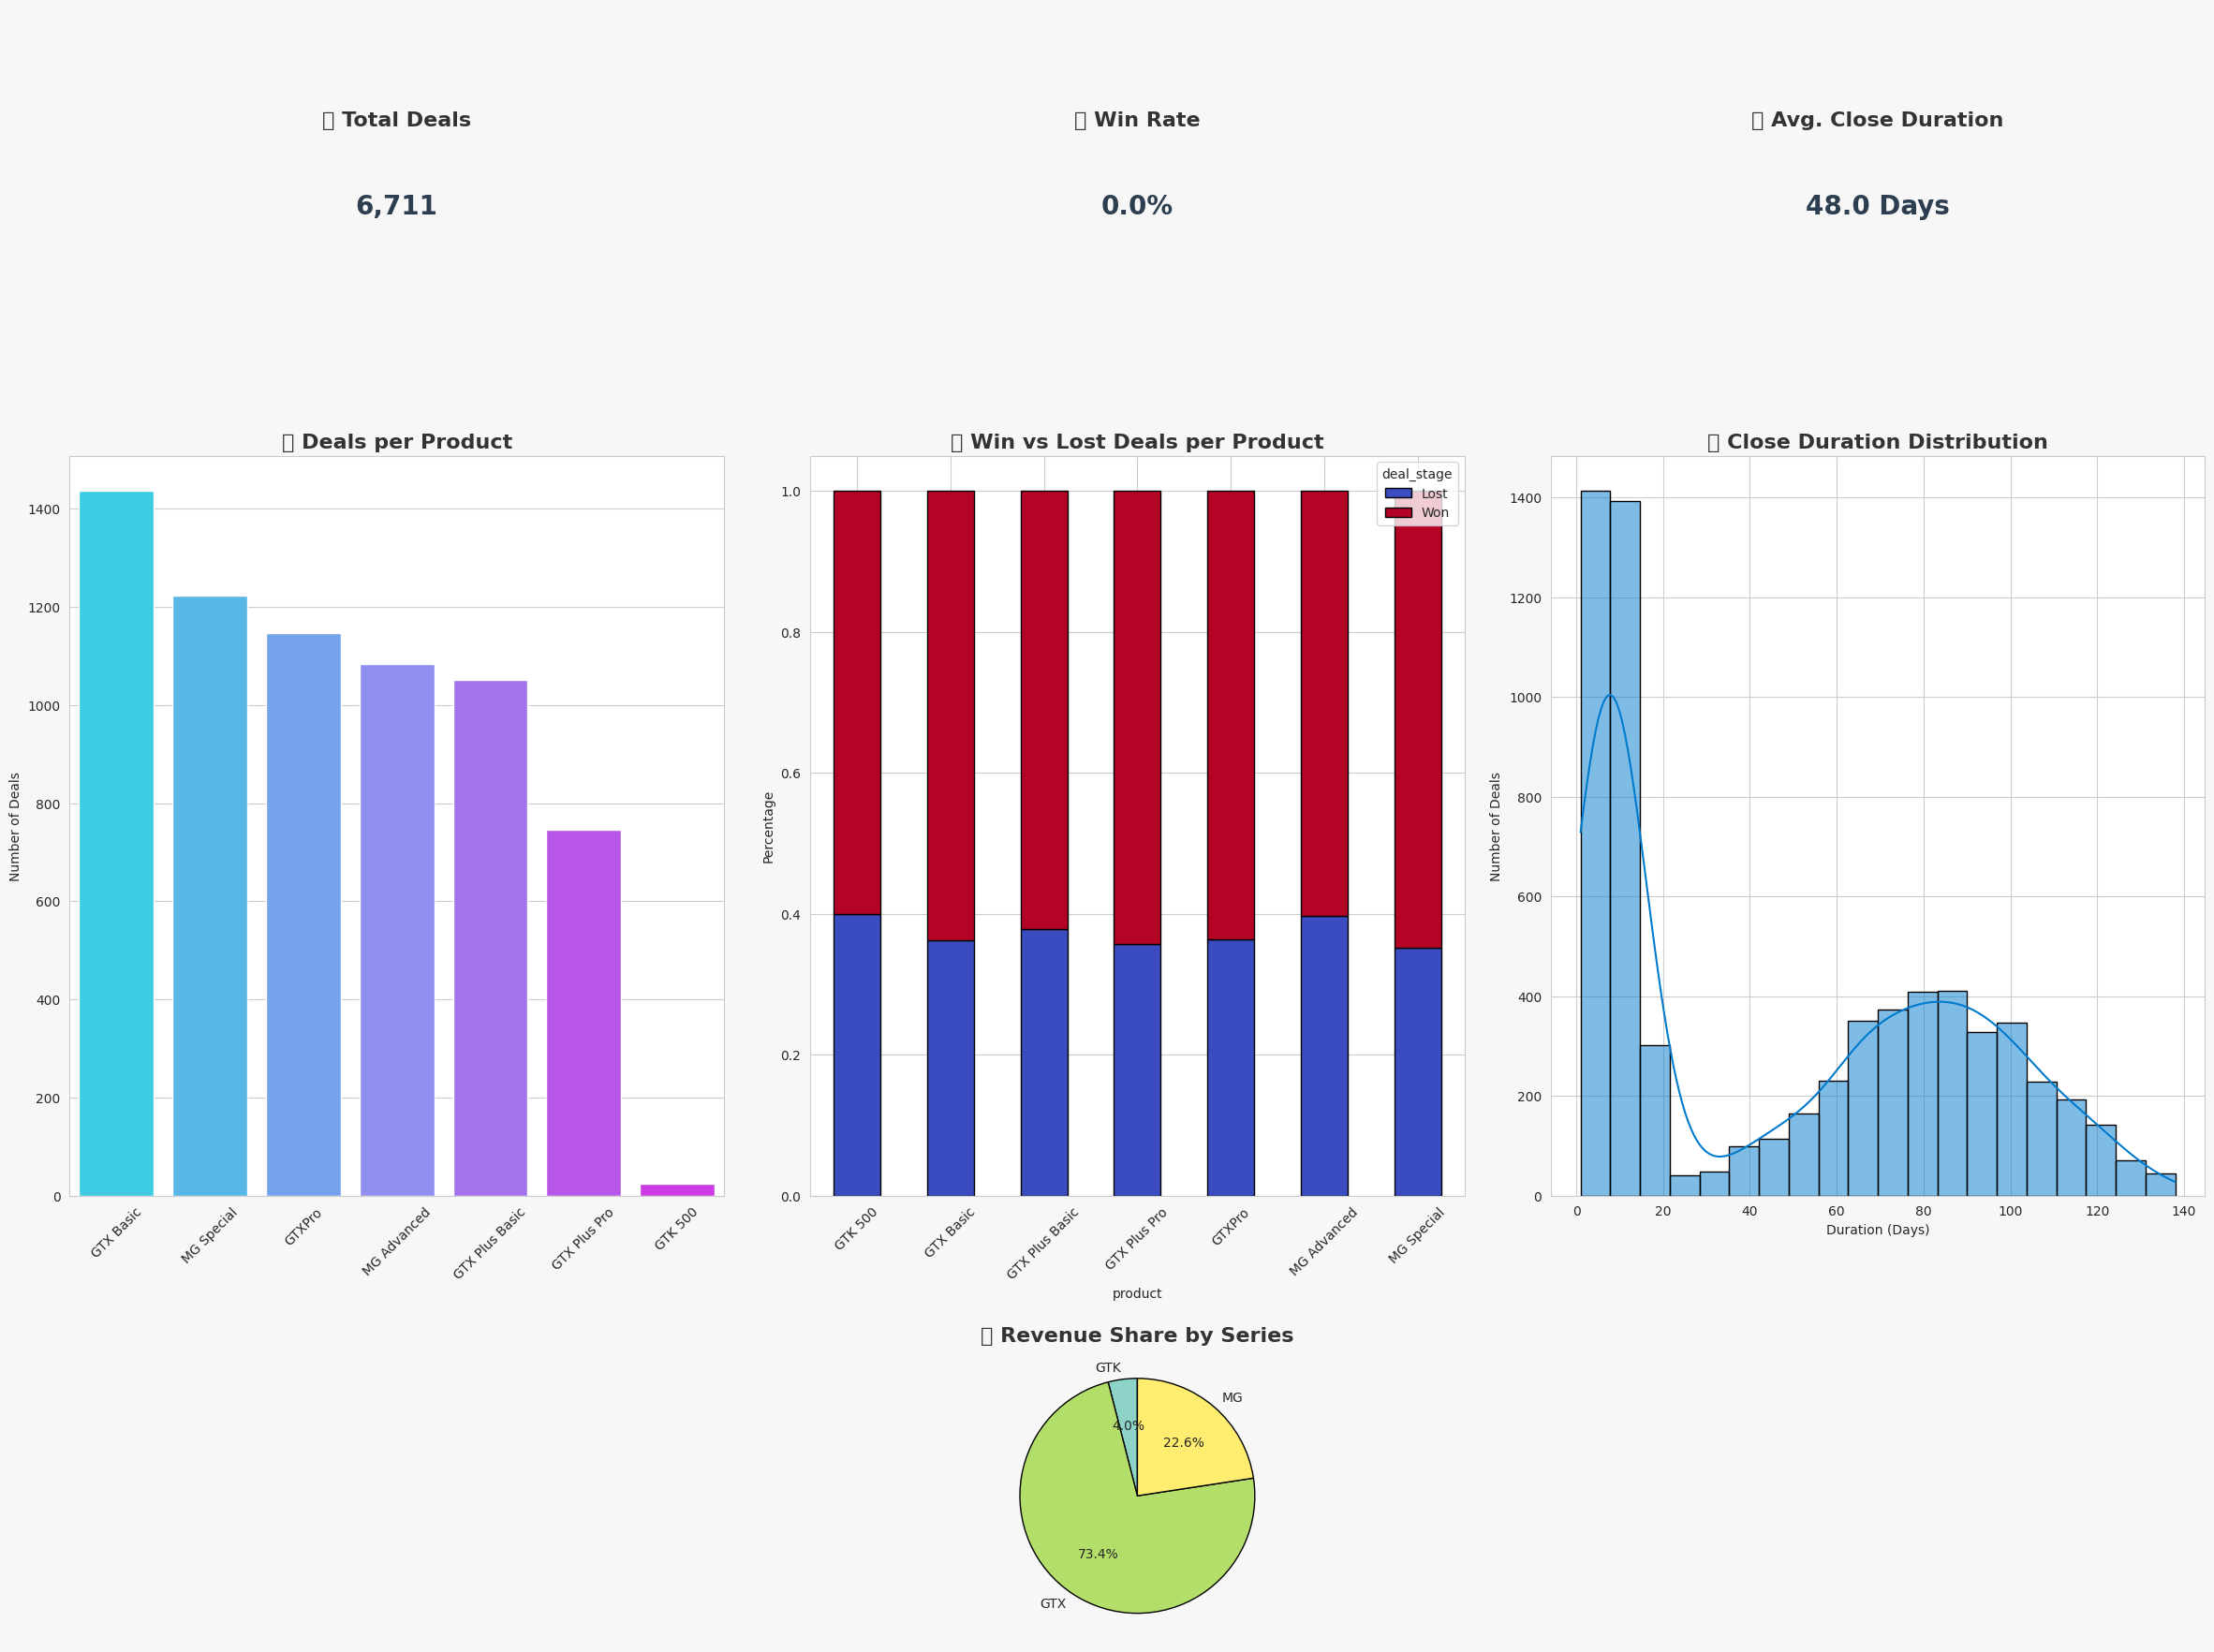 ▯ Total Deals
6,711
▯ Win Rate
0.0%
▯ Avg. Close Duration
48.0 Days
▯ Deals per Product
Number of Deals
1400
1200
1000
800
600
400
200
0
GTX Basic
MG Special
GTXPro
MG Advanced
GTX Plus Basic
GTX Plus Pro
GTK 500
▯ Win vs Lost Deals per Product
deal_stage
Lost
Won
Percentage
1.0
0.8
0.6
0.4
0.2
0.0
GTK 500
GTX Basic
GTX Plus Basic
GTX Plus Pro
GTXPro
MG Advanced
MG Special
product
▯ Close Duration Distribution
Number of Deals
1400
1200
1000
800
600
400
200
0
0
20
40
60
80
100
120
140
Duration (Days)
▯ Revenue Share by Series
GTK
4.0%
MG
22.6%
73.4%
GTX